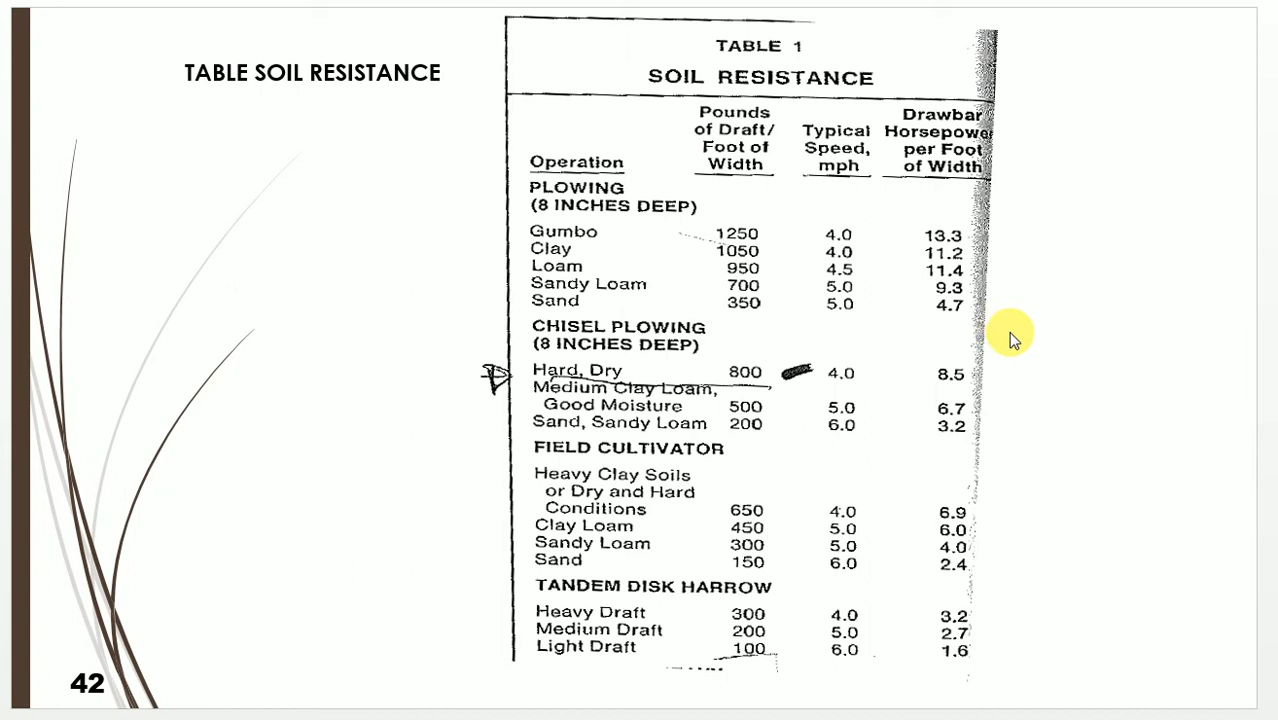 TABLE SOIL RESISTANCE
TABLE 1
SOIL RESISTANCE
Operation Pounds of Draft/ Foot of Width Typical Speed, mph Drawbar Horsepower per Foot of Width
PLOWING
(8 INCHES DEEP)
Gumbo 1250 4.0 13.3
Clay 1050 4.0 11.2
Loam 950 4.5 11.4
Sandy Loam 700 5.0 9.3
Sand 350 5.0 4.7
CHISEL PLOWING
(8 INCHES DEEP)
Hard, Dry 800 4.0 8.5
Medium Clay Loam,
Good Moisture 500 5.0 6.7
Sand, Sandy Loam 200 6.0 3.2
FIELD CULTIVATOR
Heavy Clay Soils
or Dry and Hard
Conditions 650 4.0 6.9
Clay Loam 450 5.0 6.0
Sandy Loam 300 5.0 4.0
Sand 150 6.0 2.4
TANDEM DISK HARROW
Heavy Draft 300 4.0 3.2
Medium Draft 200 5.0 2.7
Light Draft 100 6.0 1.6
42